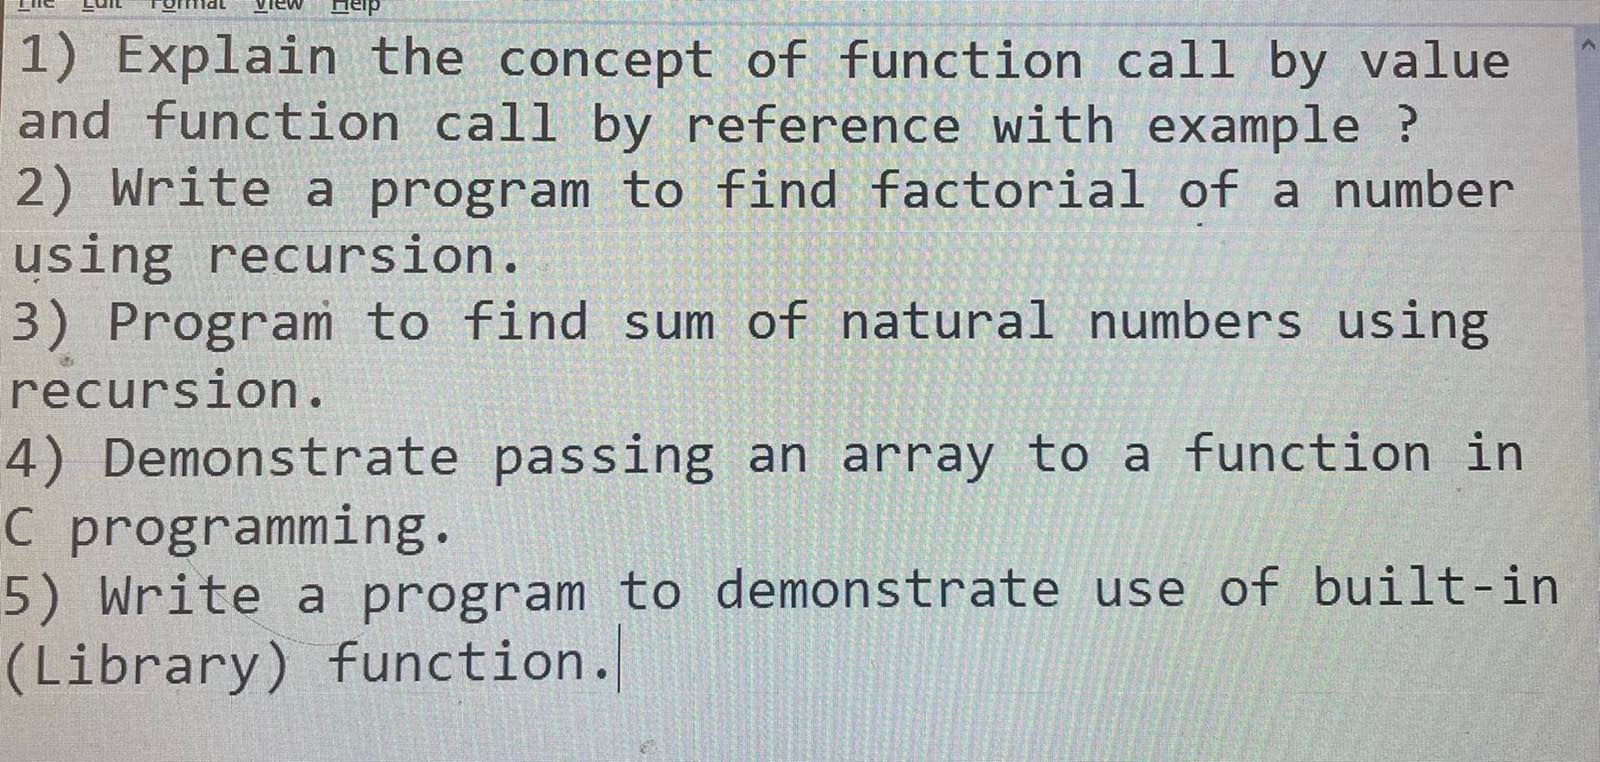 File Edit Format View Help
1) Explain the concept of function call by value
and function call by reference with example ?
2) Write a program to find factorial of a number
using recursion.
3) Program to find sum of natural numbers using
recursion.
4) Demonstrate passing an array to a function in
C programming.
5) Write a program to demonstrate use of built-in
(Library) function.